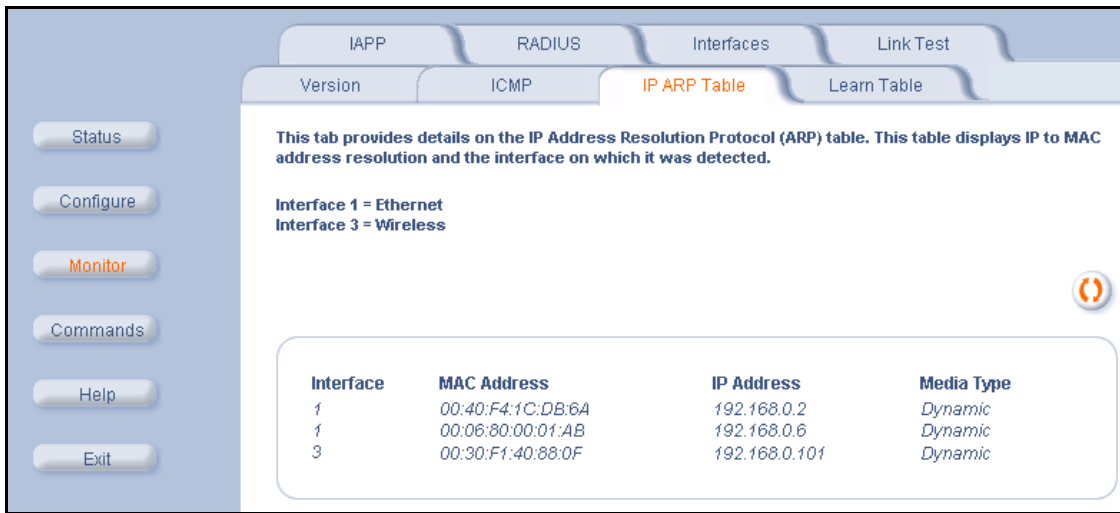 IAPP RADIUS Interfaces Link Test
Version ICMP IP ARP Table Learn Table
Status
Configure
Monitor
Commands
Help
Exit
This tab provides details on the IP Address Resolution Protocol (ARP) table. This table displays IP to MAC
address resolution and the interface on which it was detected.
Interface 1 = Ethernet
Interface 3 = Wireless
Interface MAC Address IP Address Media Type
1 00:40:F4:1C:DB:6A 192.168.0.2 Dynamic
1 00:06:80:00:01:AB 192.168.0.6 Dynamic
3 00:30:F1:40:88:0F 192.168.0.101 Dynamic